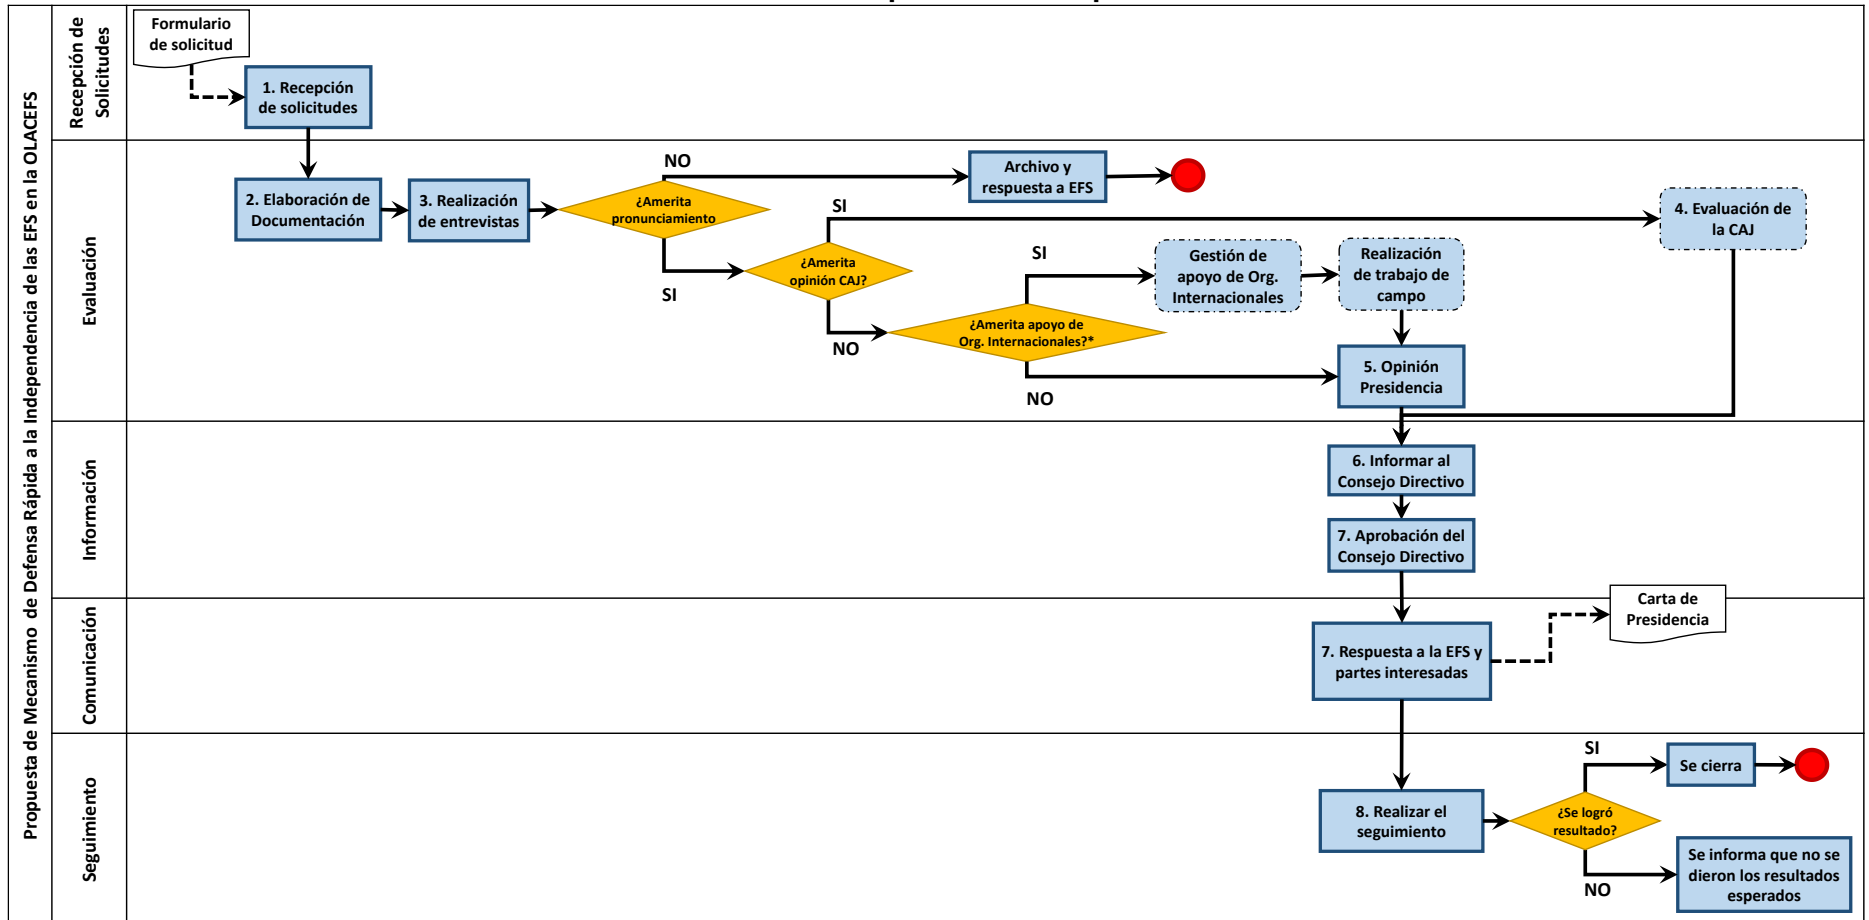 Propuesta de Mecanismo de Defensa Rápida a la Independencia de las EFS en la OLACEFS
Recepción de
Solicitudes
Formulario
de solicitud
1. Recepción
de solicitudes
Evaluación
2. Elaboración de
Documentación
3. Realización
de entrevistas
¿Amerita
pronunciamiento
NO
Archivo y
respuesta a EFS
SI
¿Amerita
opinión CAJ?
SI
4. Evaluación de
la CAJ
NO
¿Amerita apoyo de
Org. Internacionales?*
SI
Gestión de
apoyo de Org.
Internacionales
Realización
de trabajo de
campo
NO
5. Opinión
Presidencia
Información
6. Informar al
Consejo Directivo
7. Aprobación del
Consejo Directivo
Comunicación
7. Respuesta a la EFS y
partes interesadas
Carta de
Presidencia
Seguimiento
8. Realizar el
seguimiento
¿Se logró
resultado?
SI
Se cierra
NO
Se informa que no se
dieron los resultados
esperados